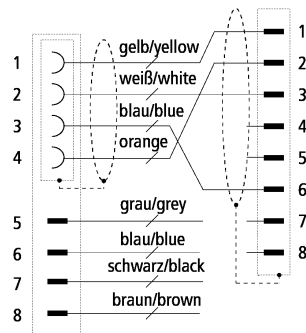 gelb/yellow
1
1
weiß/white
2
2
blau/blue
3
3
orange
4
4
5
6
grau/grey
5
7
blau/blue
6
8
schwarz/black
7
braun/brown
8